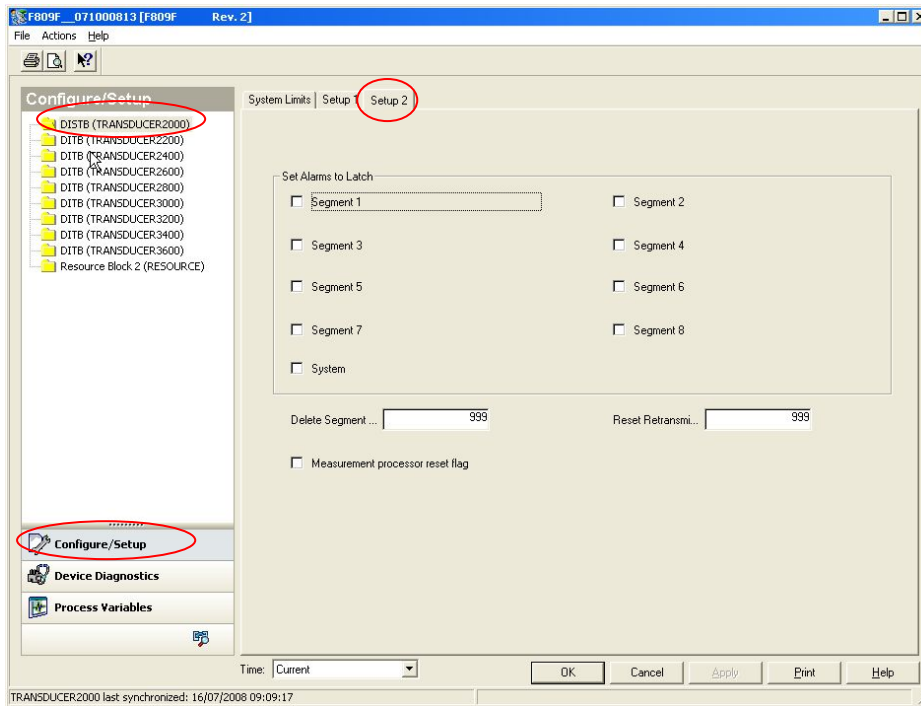 F809F__071000813 [F809F Rev. 2]
File Actions Help
Configure/Setup
DISTB (TRANSDUCER2000)
DITB (TRANSDUCER2200)
DITB (TRANSDUCER2400)
DITB (TRANSDUCER2600)
DITB (TRANSDUCER2800)
DITB (TRANSDUCER3000)
DITB (TRANSDUCER3200)
DITB (TRANSDUCER3400)
DITB (TRANSDUCER3600)
Resource Block 2 (RESOURCE)
Configure/Setup
Device Diagnostics
Process Variables
System Limits Setup 1 Setup 2
Set Alarms to Latch
Segment 1 Segment 2
Segment 3 Segment 4
Segment 5 Segment 6
Segment 7 Segment 8
System
Delete Segment ... 999 Reset Retransmi... 999
Measurement processor reset flag
Time: Current OK Cancel Apply Print Help
TRANSDUCER2000 last synchronized: 16/07/2008 09:09:17